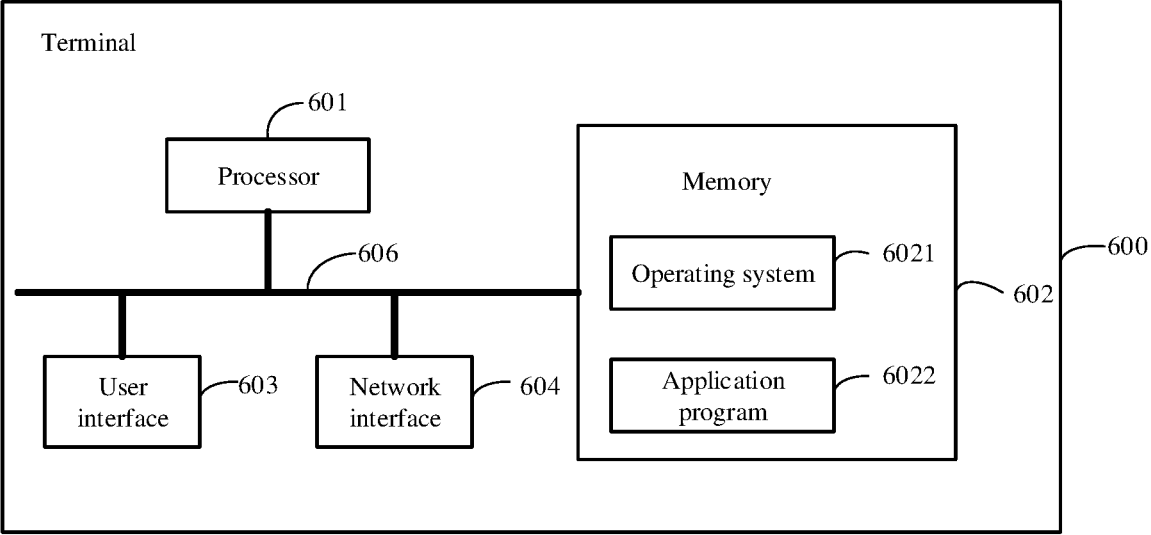 Terminal
601
Processor
Memory
606
6021
Operating system
600
602
User
interface
603
Network
interface
604
6022
Application
program